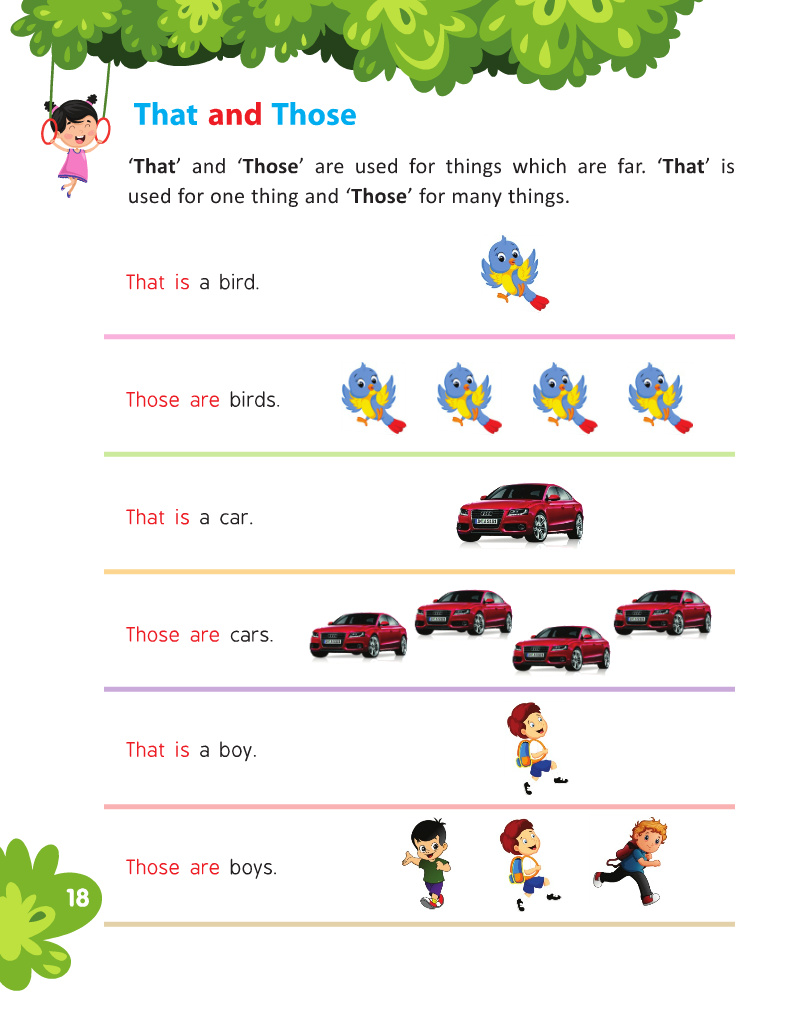 That and Those
‘That’ and ‘Those’ are used for things which are far. ‘That’ is
used for one thing and ‘Those’ for many things.
That is a bird.
Those are birds.
That is a car.
Those are cars.
That is a boy.
Those are boys.
18